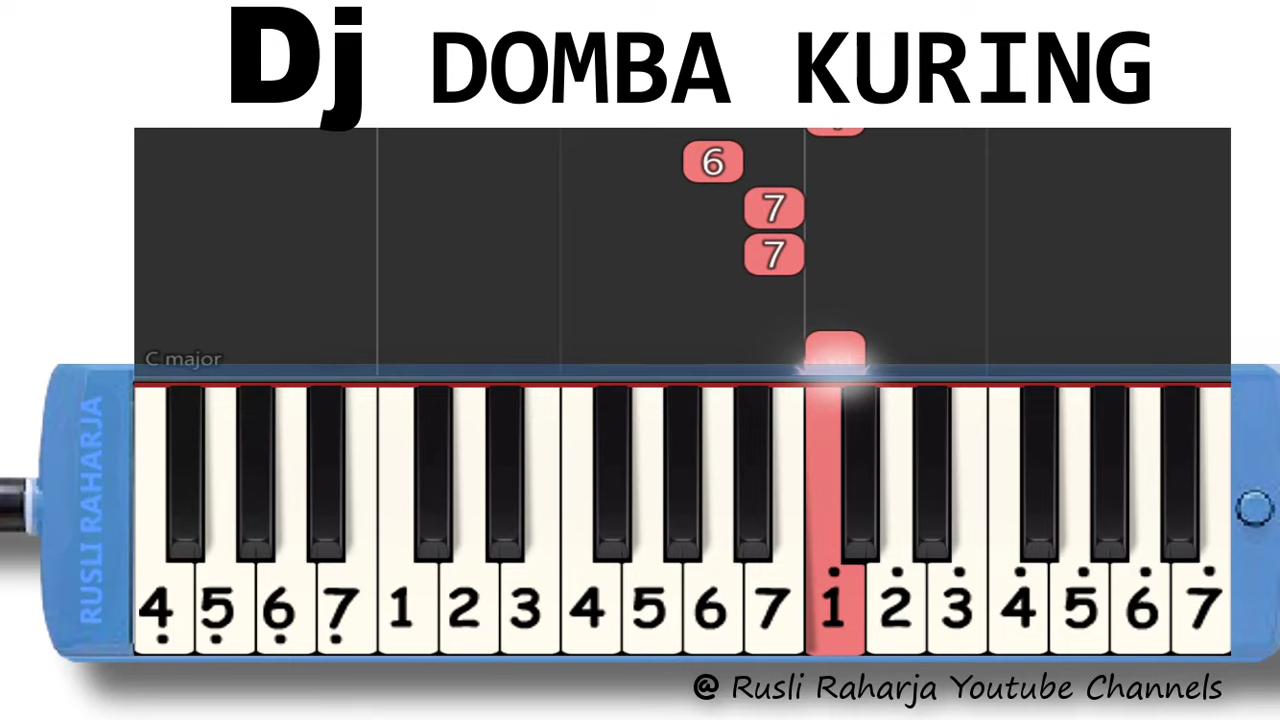 Dj DOMBA KURING
6
7
7
C major
RUSLI RAHARJA
4̣ 5̣ 6̣ 7̣ 1 2 3 4 5 6 7 1̇ 2̇ 3̇ 4̇ 5̇ 6̇ 7̇
@ Rusli Raharja Youtube Channels